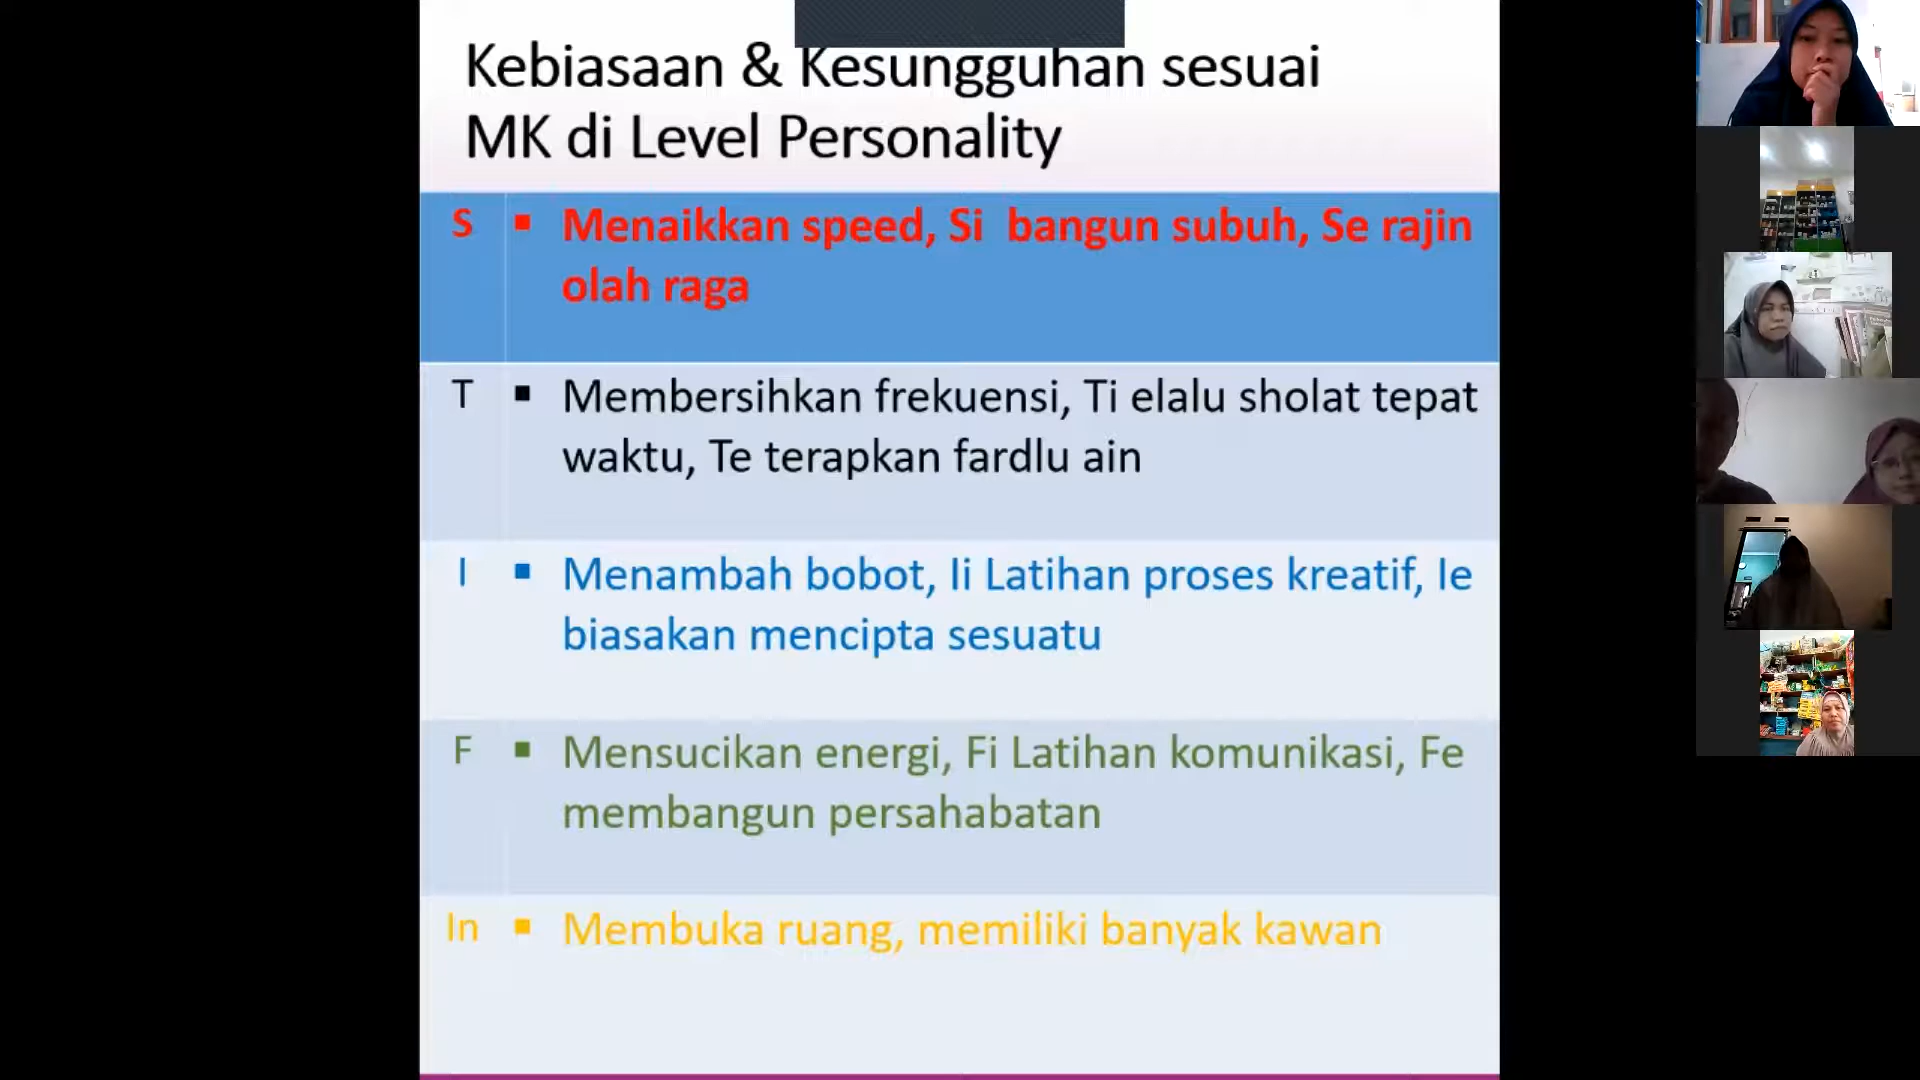 Kebiasaan & Kesungguhan sesuai
MK di Level Personality
S ▪ Menaikkan speed, Si bangun subuh, Se rajin
olah raga
T ▪ Membersihkan frekuensi, Ti elalu sholat tepat
waktu, Te terapkan fardlu ain
I ▪ Menambah bobot, Ii Latihan proses kreatif, Ie
biasakan mencipta sesuatu
F ▪ Mensucikan energi, Fi Latihan komunikasi, Fe
membangun persahabatan
In ▪ Membuka ruang, memiliki banyak kawan